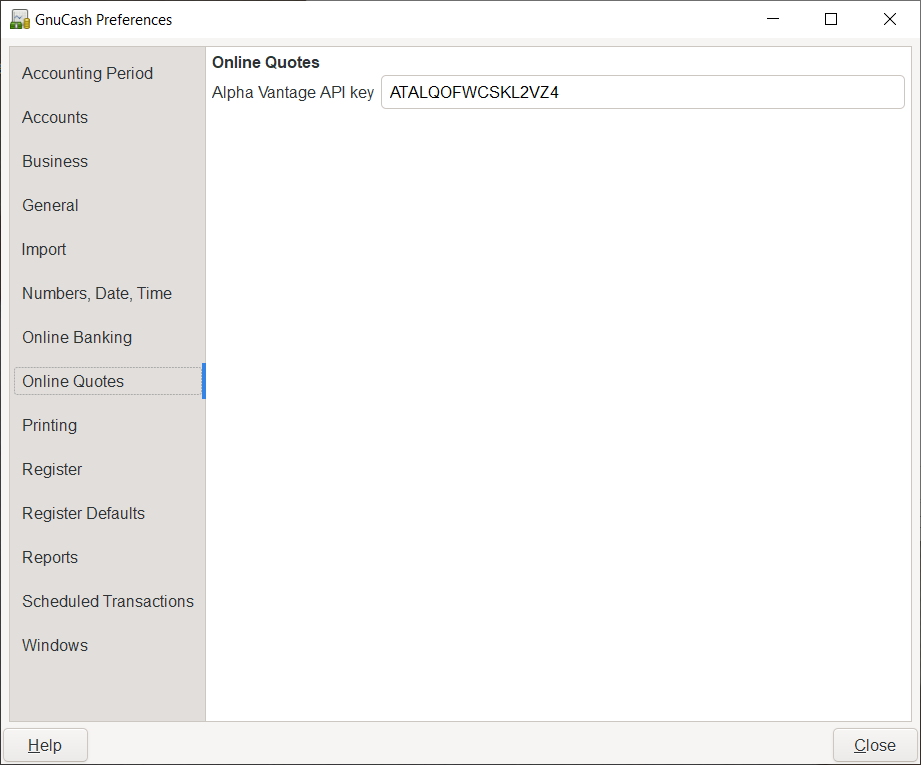 GnuCash Preferences
Accounting Period
Accounts
Business
General
Import
Numbers, Date, Time
Online Banking
Online Quotes
Printing
Register
Register Defaults
Reports
Scheduled Transactions
Windows
Online Quotes
Alpha Vantage API key ATALQOFWCSKL2VZ4
Help Close